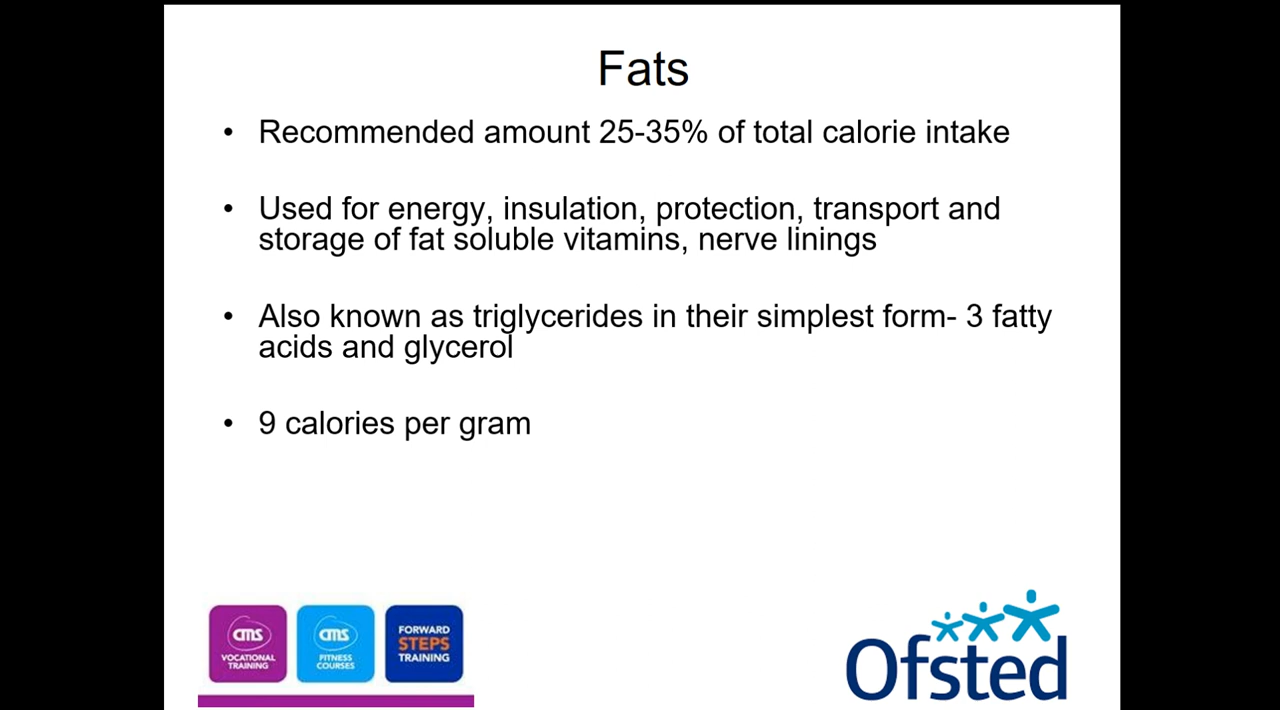 Fats
• Recommended amount 25-35% of total calorie intake
• Used for energy, insulation, protection, transport and
storage of fat soluble vitamins, nerve linings
• Also known as triglycerides in their simplest form- 3 fatty
acids and glycerol
• 9 calories per gram
cms
VOCATIONAL
TRAINING
cms
FITNESS
COURSES
FORWARD
STEPS
TRAINING
Ofsted